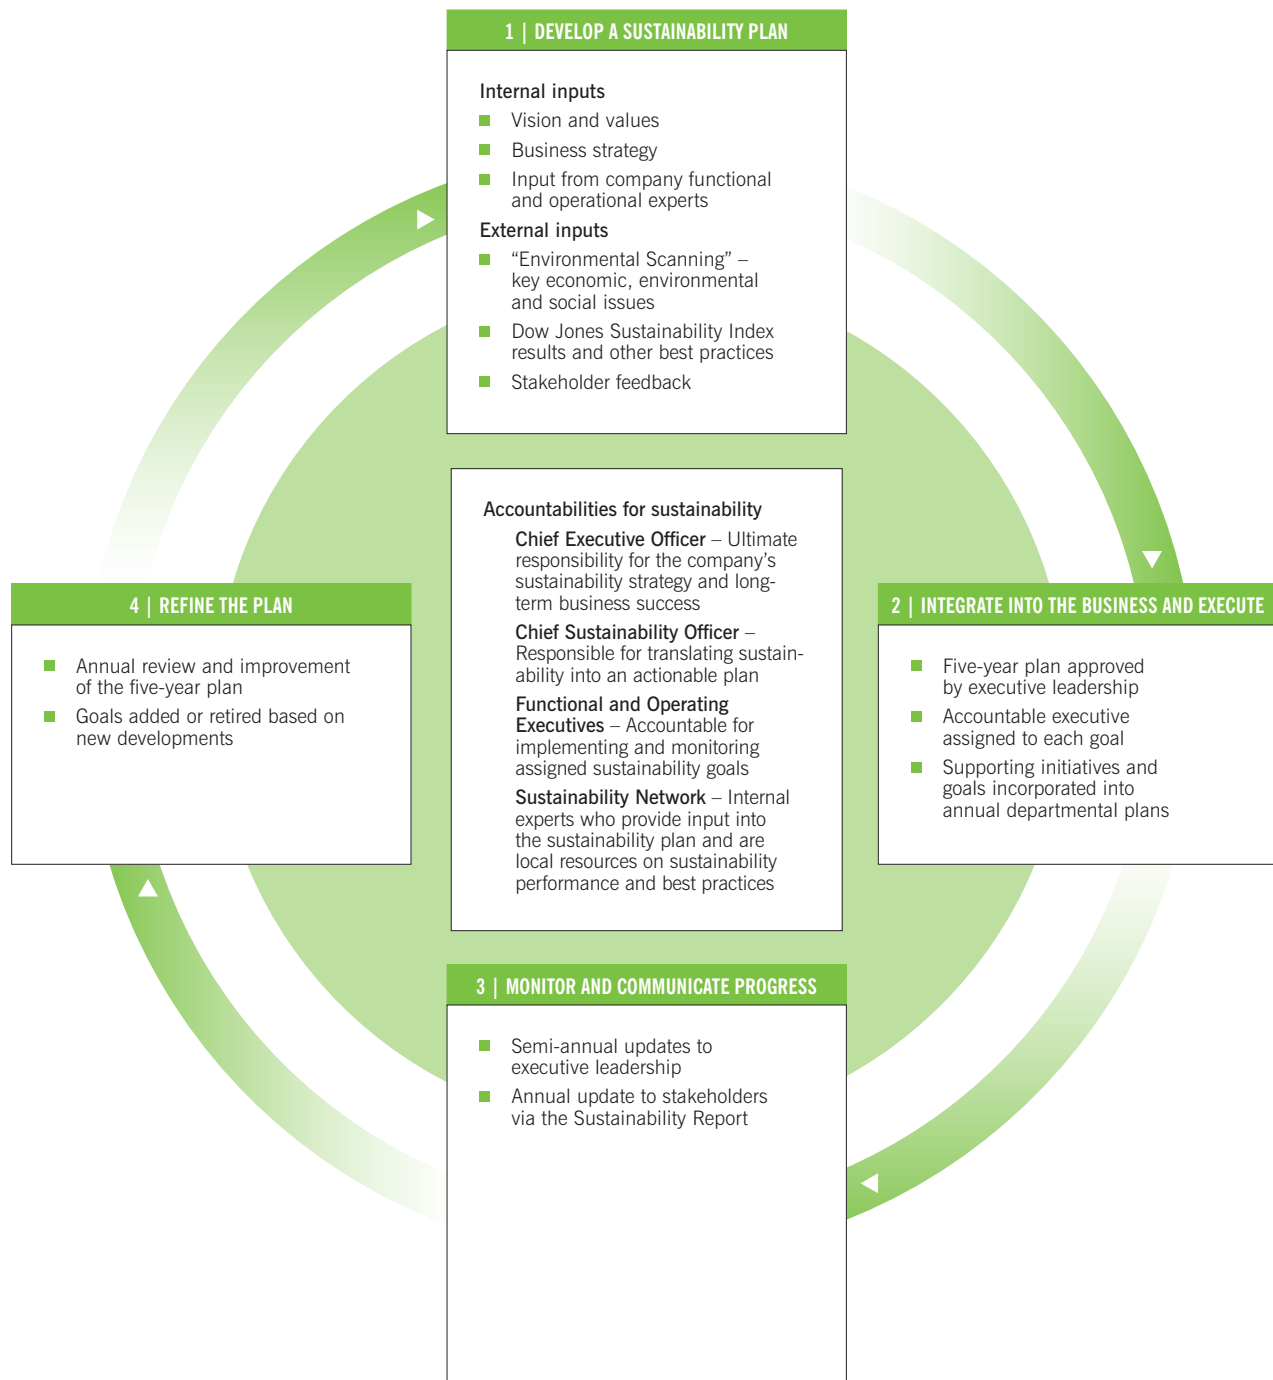 1 | DEVELOP A SUSTAINABILITY PLAN
Internal inputs
Vision and values
Business strategy
Input from company functional
and operational experts
External inputs
“Environmental Scanning” –
key economic, environmental
and social issues
Dow Jones Sustainability Index
results and other best practices
Stakeholder feedback
Accountabilities for sustainability
Chief Executive Officer – Ultimate
responsibility for the company’s
sustainability strategy and long-
term business success
Chief Sustainability Officer –
Responsible for translating sustain-
ability into an actionable plan
Functional and Operating
Executives – Accountable for
implementing and monitoring
assigned sustainability goals
Sustainability Network – Internal
experts who provide input into
the sustainability plan and are
local resources on sustainability
performance and best practices
2 | INTEGRATE INTO THE BUSINESS AND EXECUTE
Five-year plan approved
by executive leadership
Accountable executive
assigned to each goal
Supporting initiatives and
goals incorporated into
annual departmental plans
3 | MONITOR AND COMMUNICATE PROGRESS
Semi-annual updates to
executive leadership
Annual update to stakeholders
via the Sustainability Report
4 | REFINE THE PLAN
Annual review and improvement
of the five-year plan
Goals added or retired based on
new developments